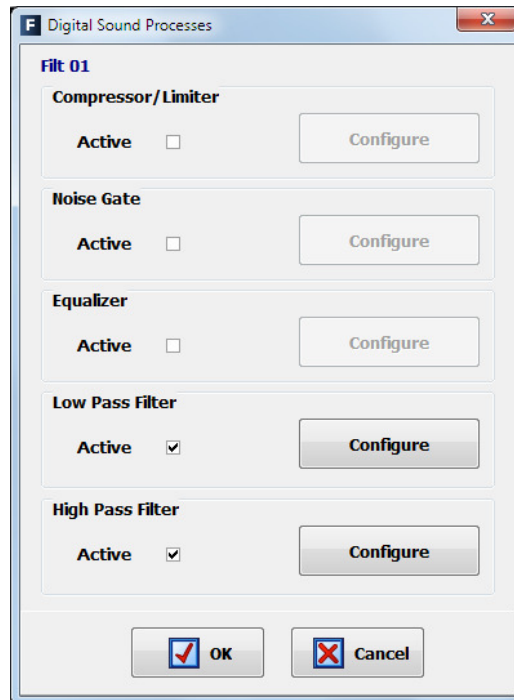 F Digital Sound Processes X
Filt 01
Compressor/Limiter
Active Configure
Noise Gate
Active Configure
Equalizer
Active Configure
Low Pass Filter
Active Configure
High Pass Filter
Active Configure
OK Cancel